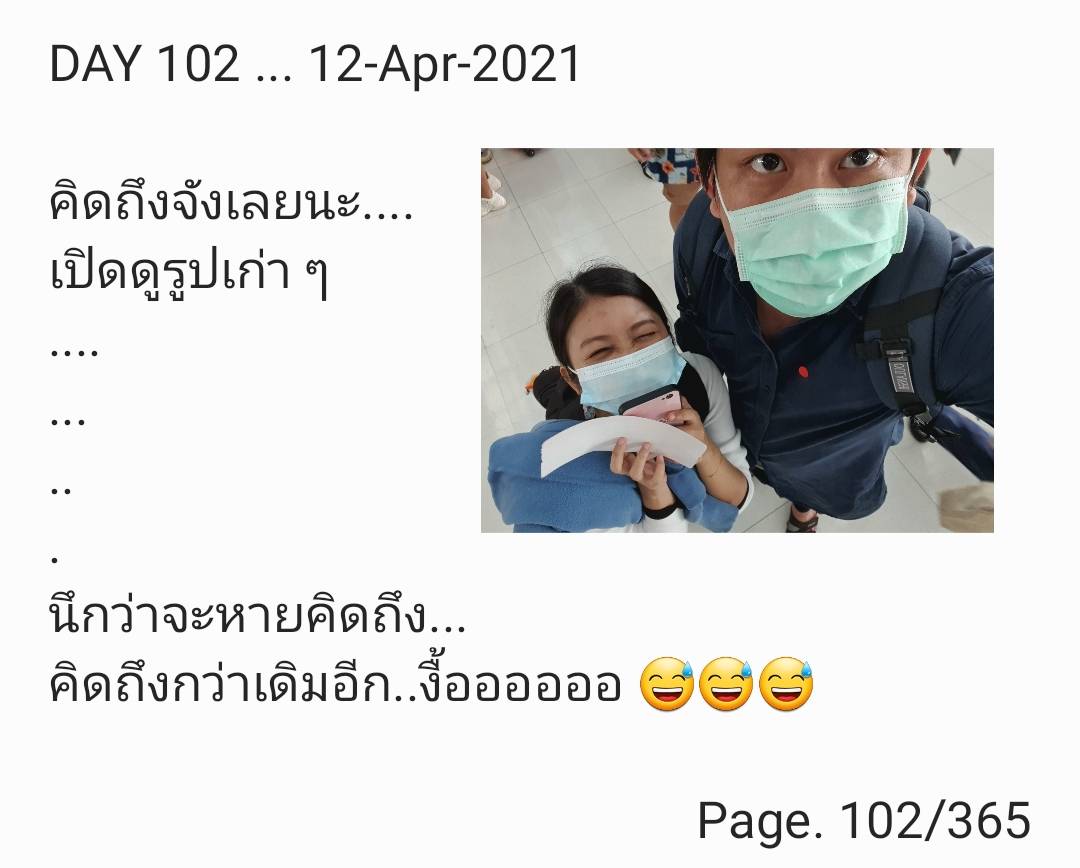 DAY 102 ... 12-Apr-2021
คิดถึงจังเลยนะ....
เปิดดูรูปเก่า ๆ
....
...
..
.
นึกว่าจะหายคิดถึง...
คิดถึงกว่าเดิมอีก..งื้ออออออ 😅😅😅
Page. 102/365